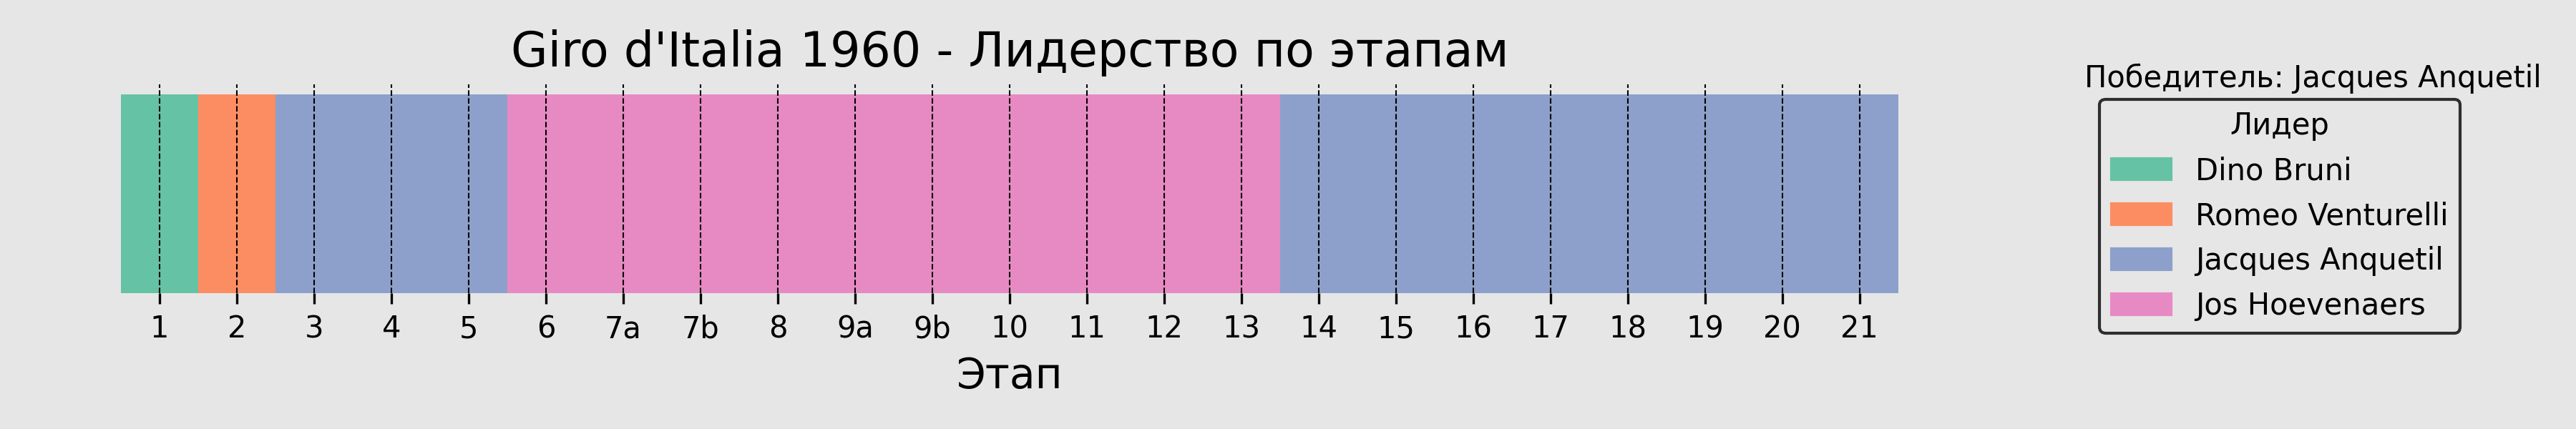 Giro d'Italia 1960 - Лидерство по этапам
1 2 3 4 5 6 7a 7b 8 9a 9b 10 11 12 13 14 15 16 17 18 19 20 21
Этап
Победитель: Jacques Anquetil
Лидер
Dino Bruni
Romeo Venturelli
Jacques Anquetil
Jos Hoevenaers